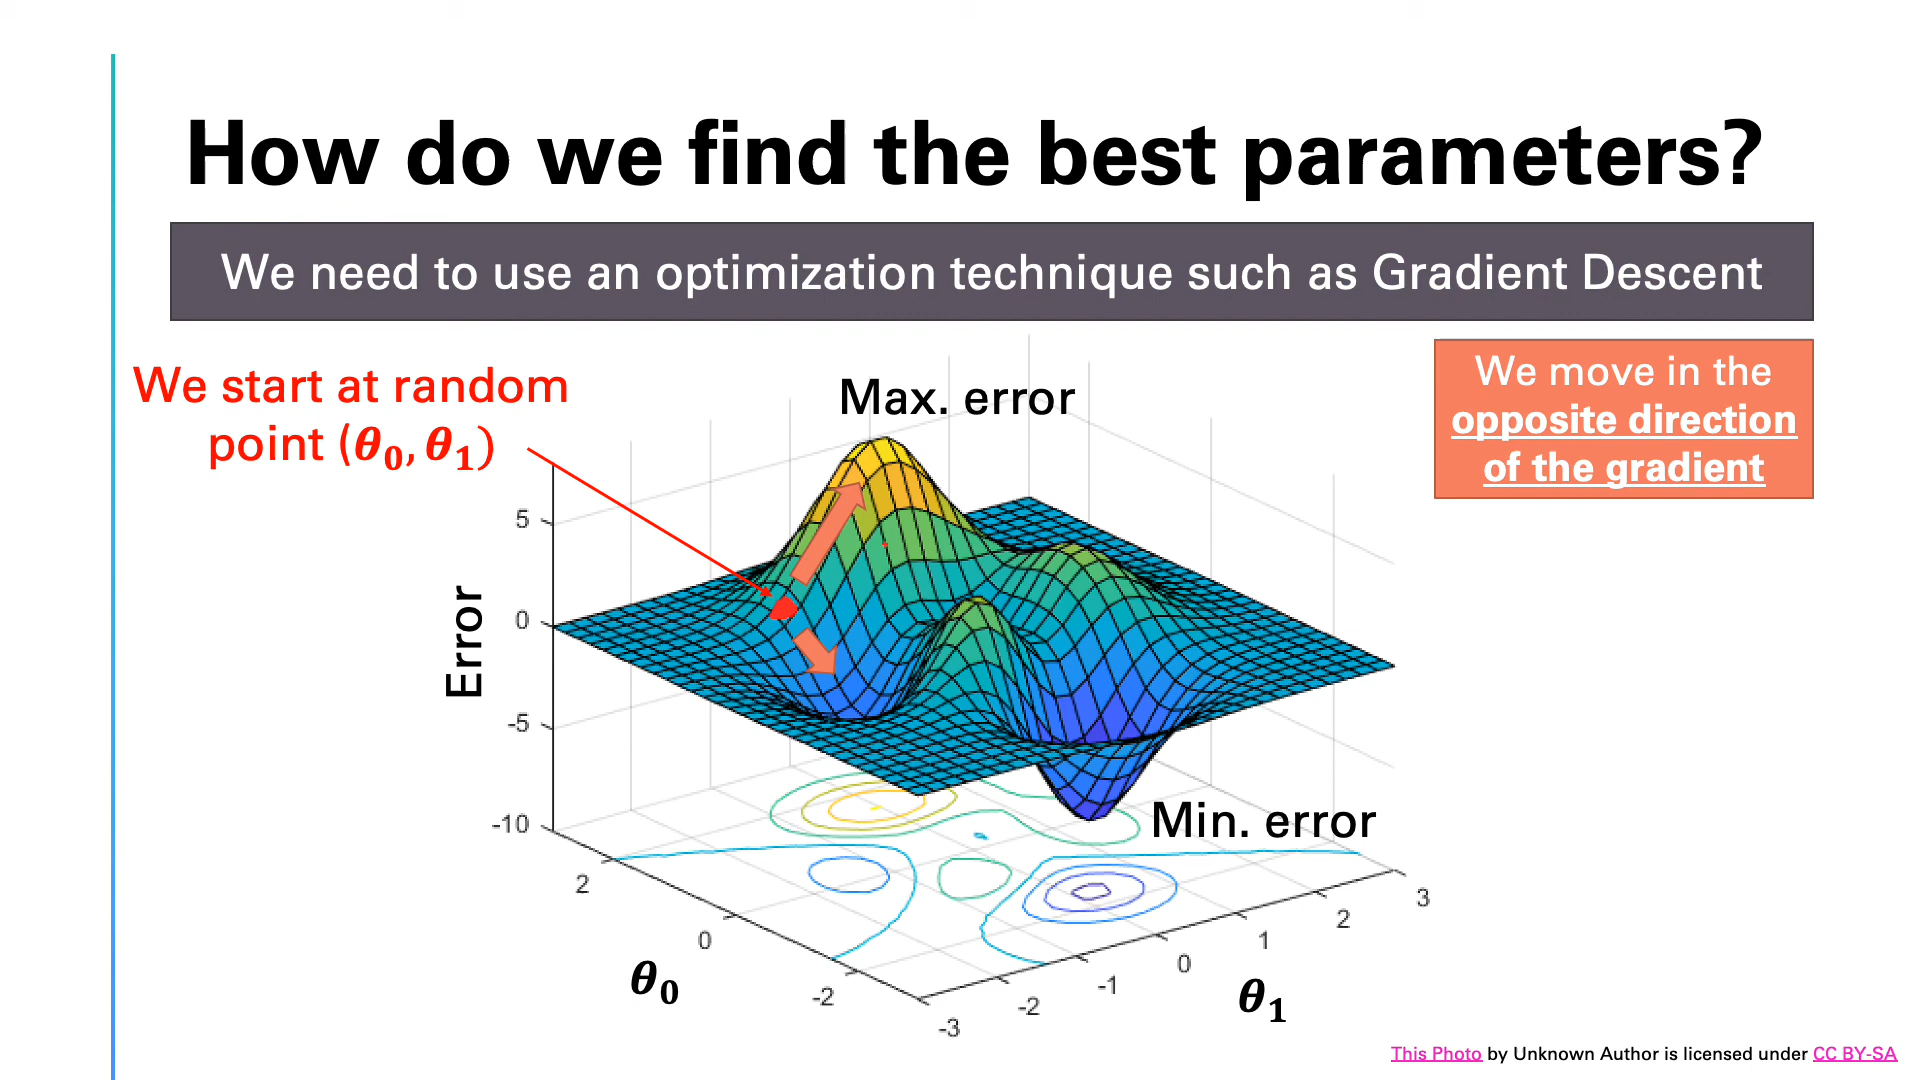 How do we find the best parameters?
We need to use an optimization technique such as Gradient Descent
We start at random
point (θ₀, θ₁)
Max. error
We move in the
opposite direction
of the gradient
Error
5
0
-5
-10
Min. error
2
0
-2
θ₀
-3
-2
-1
0
1
2
3
θ₁
This Photo by Unknown Author is licensed under CC BY-SA